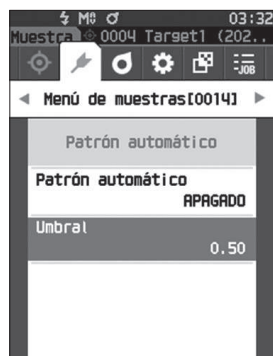 M0 03:32
Muestra 0004 Target1 (202..
-JOB
Menú de muestras[0014]
Patrón automático
Patrón automático
APAGADO
Umbral
0.50